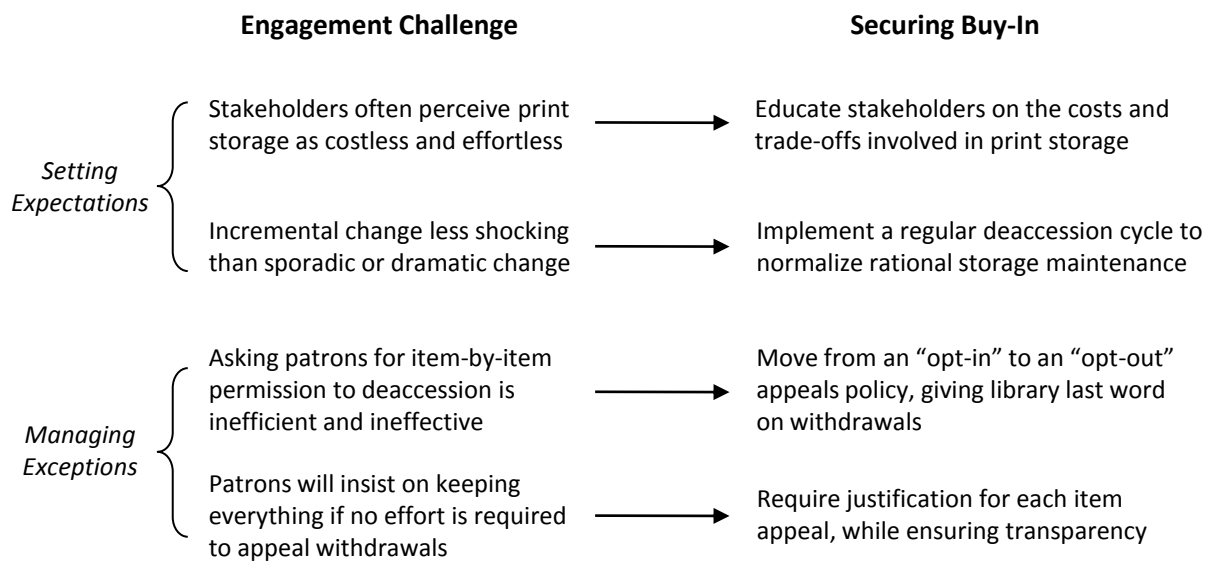 Engagement Challenge
Securing Buy-In
Setting
Expectations
Stakeholders often perceive print
storage as costless and effortless
Educate stakeholders on the costs and
trade-offs involved in print storage
Incremental change less shocking
than sporadic or dramatic change
Implement a regular deaccession cycle to
normalize rational storage maintenance
Managing
Exceptions
Asking patrons for item-by-item
permission to deaccession is
inefficient and ineffective
Move from an “opt-in” to an “opt-out”
appeals policy, giving library last word
on withdrawals
Patrons will insist on keeping
everything if no effort is required
to appeal withdrawals
Require justification for each item
appeal, while ensuring transparency